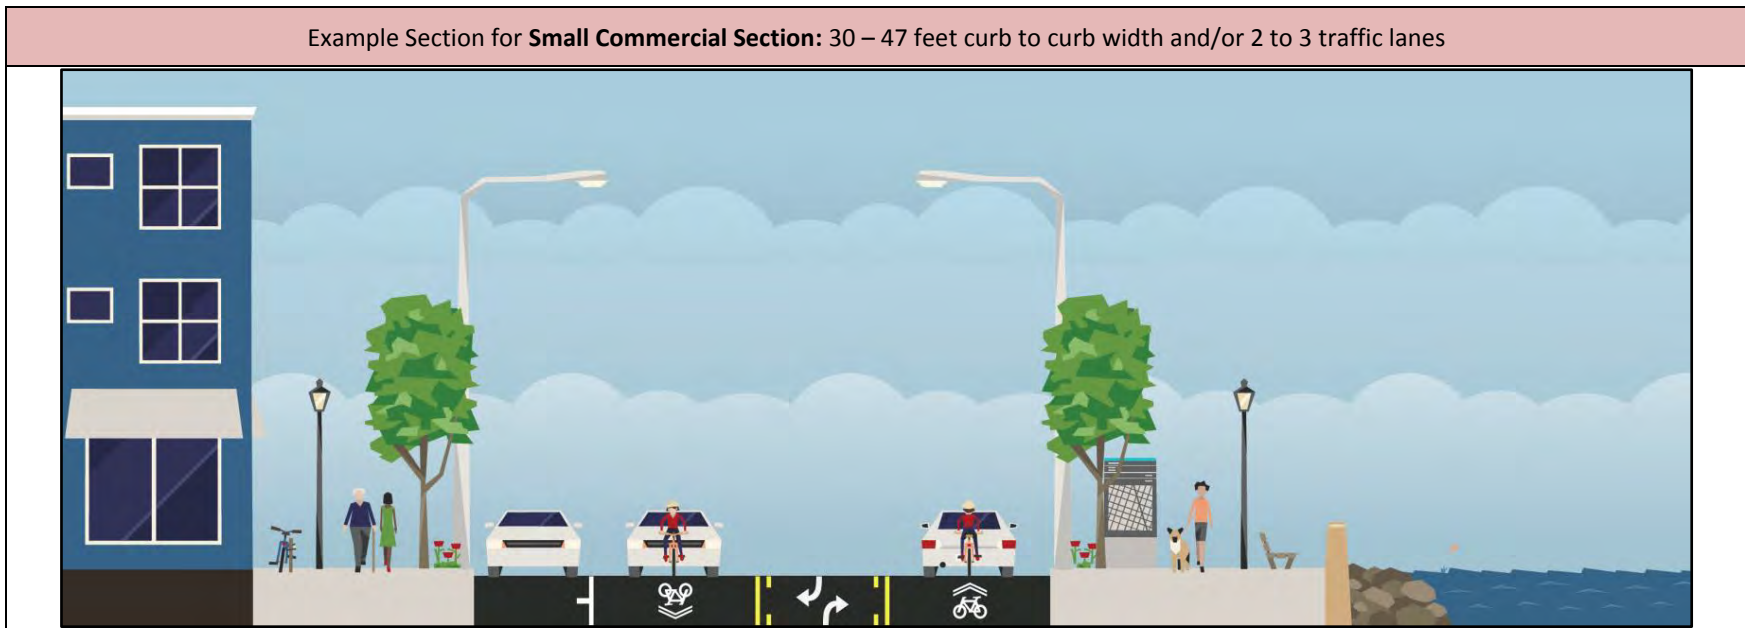 Example Section for Small Commercial Section: 30 – 47 feet curb to curb width and/or 2 to 3 traffic lanes